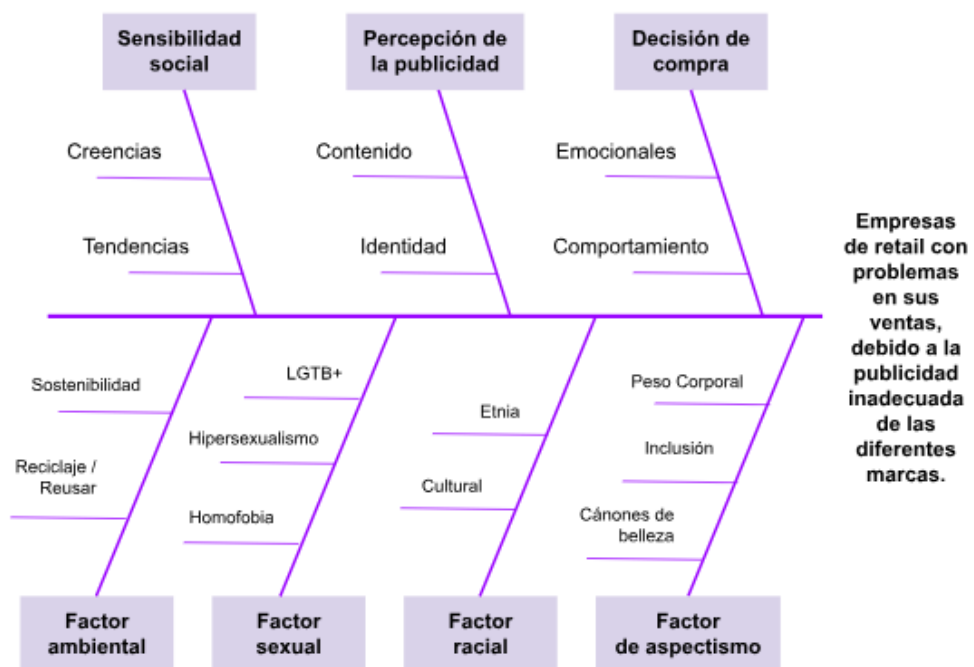 Sensibilidad
social
Percepción de
la publicidad
Decisión de
compra
Creencias
Contenido
Emocionales
Tendencias
Identidad
Comportamiento
Empresas
de retail con
problemas
en sus
ventas,
debido a la
publicidad
inadecuada
de las
diferentes
marcas.
Sostenibilidad
Reciclaje /
Reusar
LGTB+
Hipersexualismo
Homofobia
Etnia
Cultural
Peso Corporal
Inclusión
Cánones de
belleza
Factor
ambiental
Factor
sexual
Factor
racial
Factor
de aspectismo